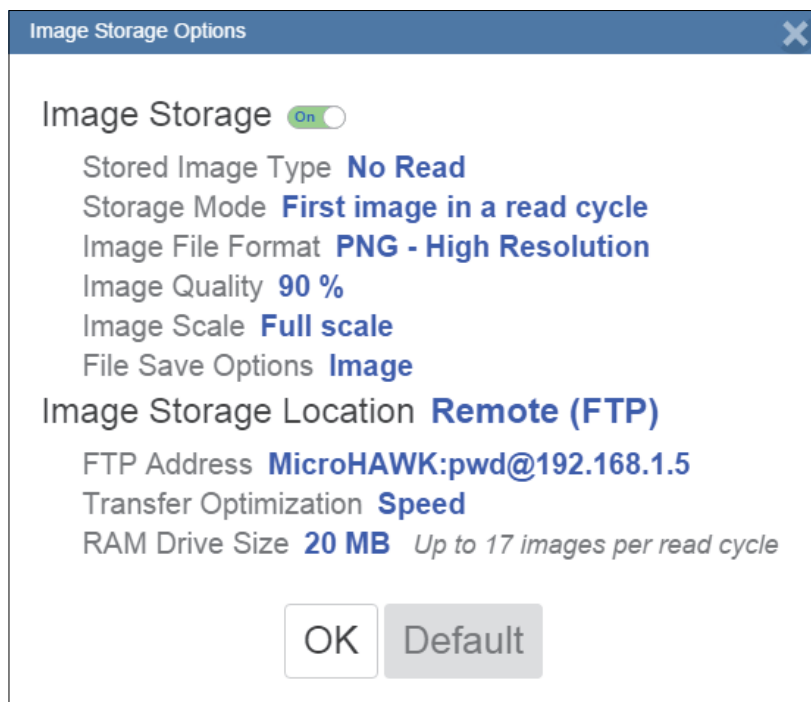 Image Storage Options
Image Storage On
Stored Image Type No Read
Storage Mode First image in a read cycle
Image File Format PNG - High Resolution
Image Quality 90 %
Image Scale Full scale
File Save Options Image
Image Storage Location Remote (FTP)
FTP Address MicroHAWK:pwd@192.168.1.5
Transfer Optimization Speed
RAM Drive Size 20 MB Up to 17 images per read cycle
OK Default